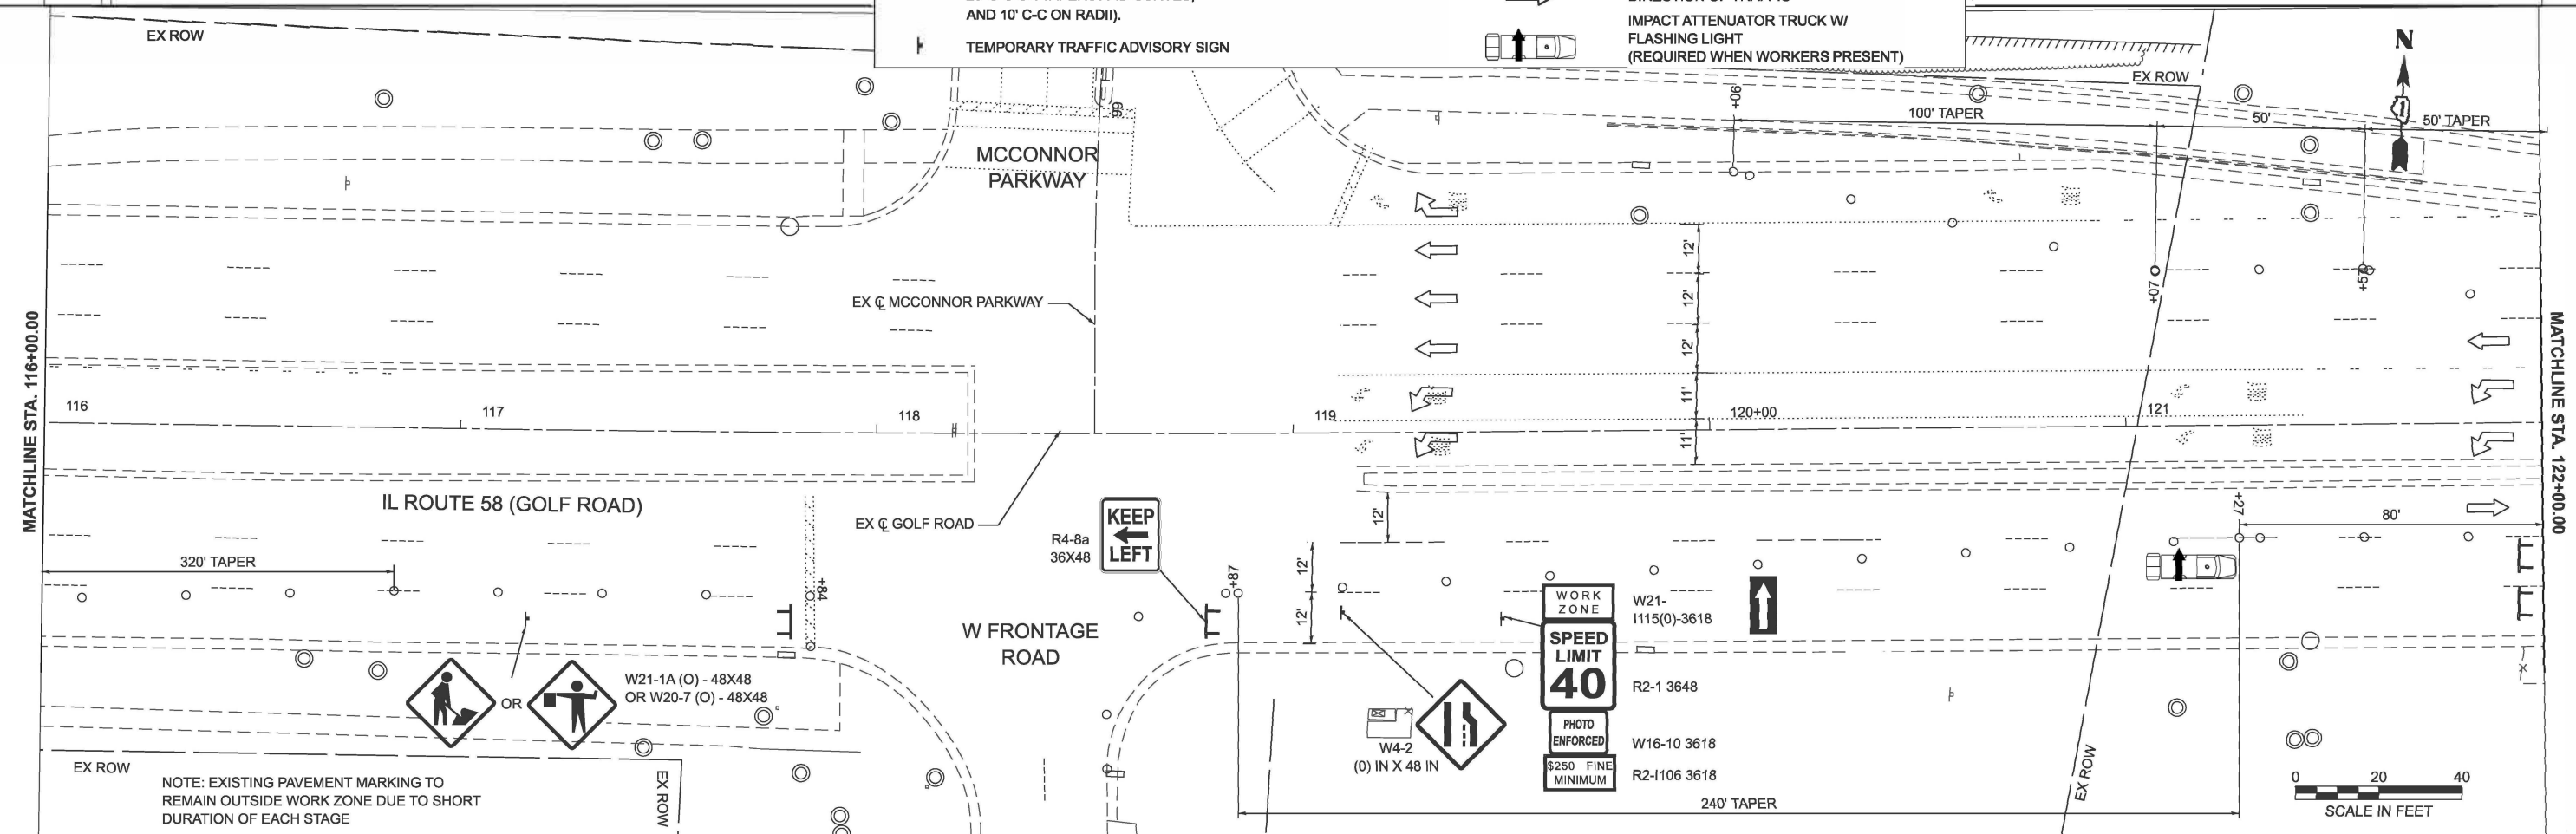 AND 10' C-C ON RADII).
TEMPORARY TRAFFIC ADVISORY SIGN
IMPACT ATTENUATOR TRUCK W/
FLASHING LIGHT
(REQUIRED WHEN WORKERS PRESENT)
EX ROW
EX ROW
N
1
99
+06
100' TAPER
50'
50' TAPER
MCCONNOR
PARKWAY
EX ℄ MCCONNOR PARKWAY
12'
12'
12'
11'
11'
+07
+57
MATCHLINE STA. 116+00.00
MATCHLINE STA. 122+00.00
116
117
118
119
120+00
121
IL ROUTE 58 (GOLF ROAD)
EX ℄ GOLF ROAD
KEEP
LEFT
R4-8a
36X48
12'
+27
80'
320' TAPER
+84
+87
12'
12'
W FRONTAGE
ROAD
WORK
ZONE
W21-
I115(0)-3618
SPEED
LIMIT
40
R2-1 3648
PHOTO
ENFORCED
W16-10 3618
$250 FINE
MINIMUM
R2-I106 3618
OR
W21-1A (O) - 48X48
OR W20-7 (O) - 48X48
W4-2
(0) IN X 48 IN
EX ROW
EX ROW
EX ROW
NOTE: EXISTING PAVEMENT MARKING TO
REMAIN OUTSIDE WORK ZONE DUE TO SHORT
DURATION OF EACH STAGE
240' TAPER
0 20 40
SCALE IN FEET